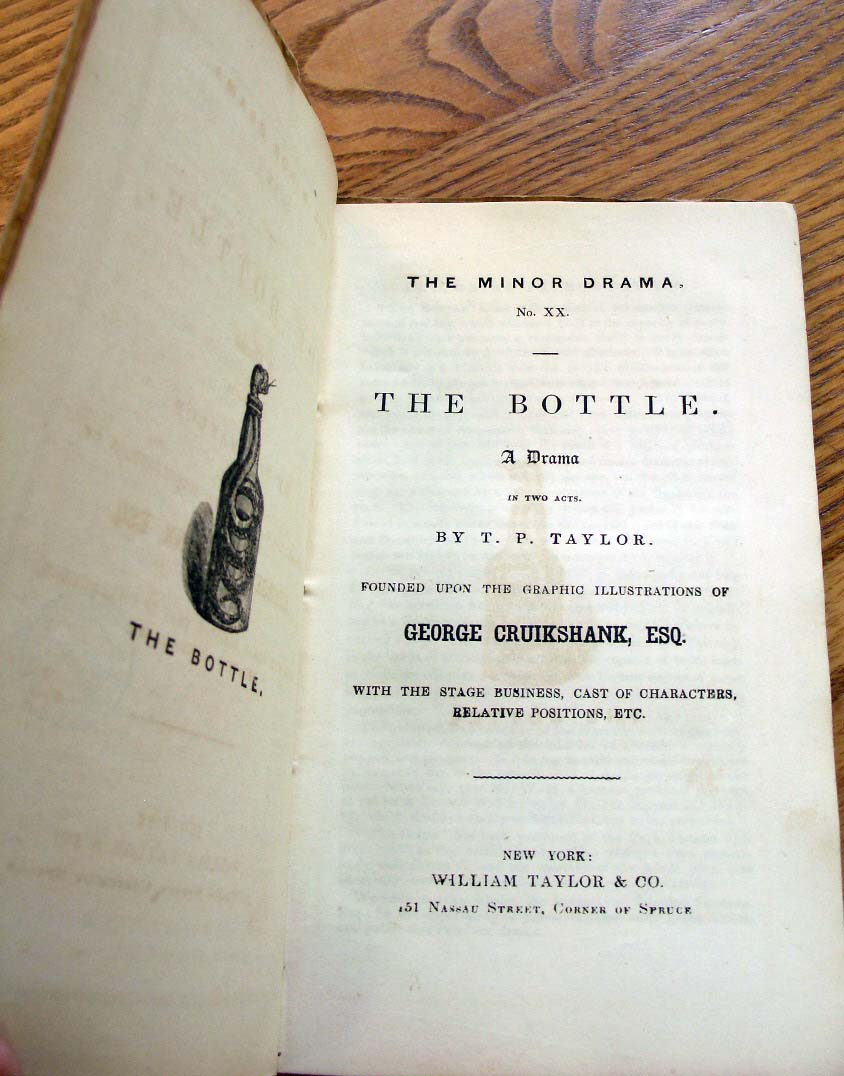 THE BOTTLE.
THE MINOR DRAMA.
No. XX.
THE BOTTLE.
A Drama
IN TWO ACTS.
BY T. P. TAYLOR.
FOUNDED UPON THE GRAPHIC ILLUSTRATIONS OF
GEORGE CRUIKSHANK, ESQ.
WITH THE STAGE BUSINESS, CAST OF CHARACTERS,
RELATIVE POSITIONS, ETC.
NEW YORK:
WILLIAM TAYLOR & CO.
151 NASSAU STREET, CORNER OF SPRUCE